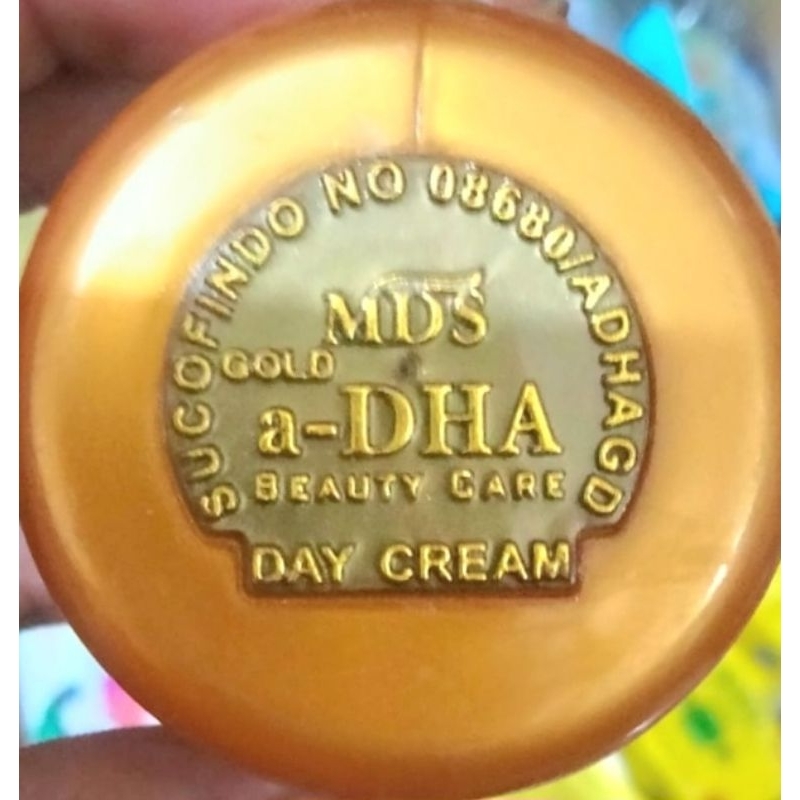 SUCOFINDO NO 08680/ADHAGD
MDS
GOLD
a-DHA
BEAUTY CARE
DAY CREAM